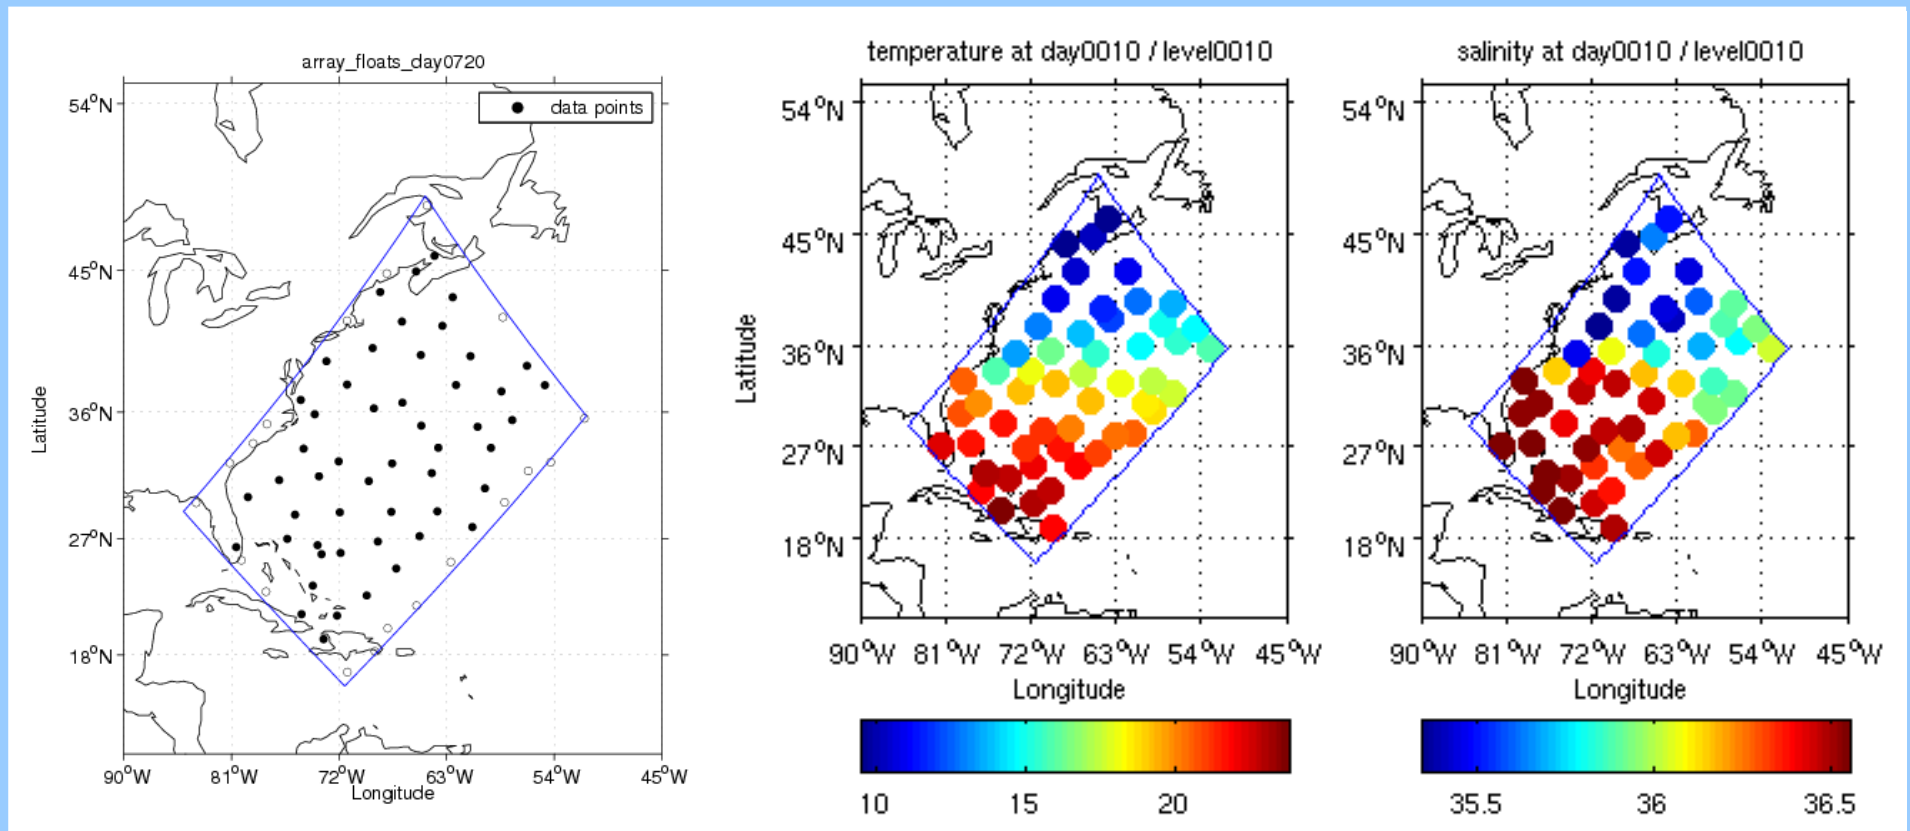 array_floats_day0720
data points
54°N
45°N
36°N
27°N
18°N
Latitude
90°W 81°W 72°W 63°W 54°W 45°W
Longitude
temperature at day0010 / level0010
54°N
45°N
36°N
27°N
18°N
Latitude
90°W 81°W 72°W 63°W 54°W 45°W
Longitude
10 15 20
salinity at day0010 / level0010
54°N
45°N
36°N
27°N
18°N
90°W 81°W 72°W 63°W 54°W 45°W
Longitude
35.5 36 36.5